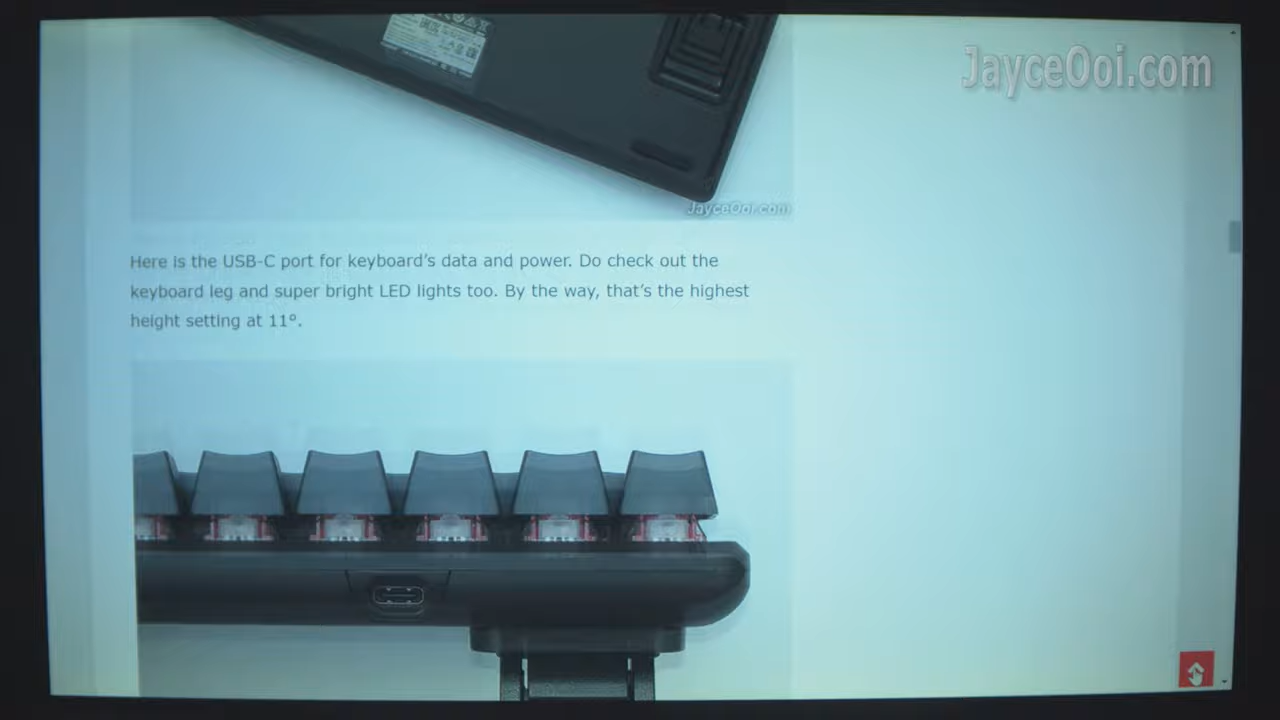 JayceOoi.com
JayceOoi.com
Here is the USB-C port for keyboard’s data and power. Do check out the
keyboard leg and super bright LED lights too. By the way, that’s the highest
height setting at 11°.